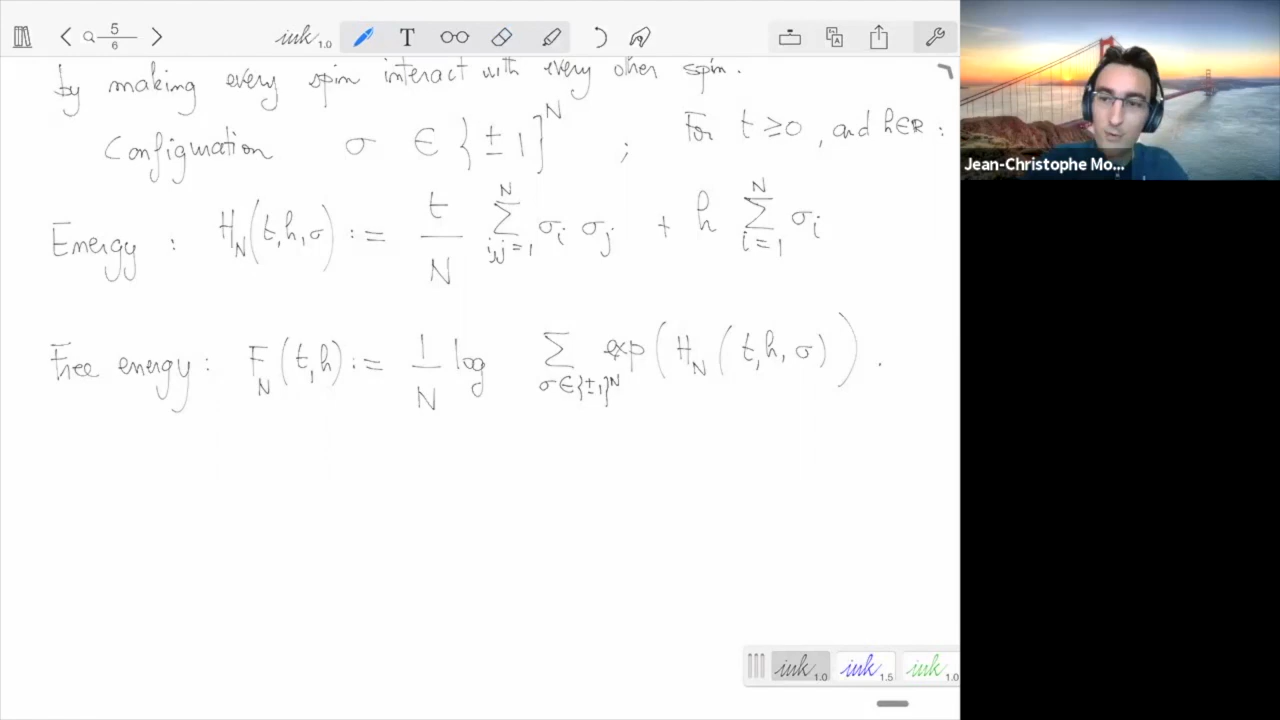 5
6
ink 1.0
T
by making every spin interact with every other spin.
Configuration σ ∈ {±1}^N ; For t ≥ 0, and h∈R :
Energy : H_N(t,h,σ) := t/N ∑_{i,j=1}^N σ_i σ_j + h ∑_{i=1}^N σ_i
Free energy : F_N(t,h) := 1/N log ∑_{σ∈{±1}^N} exp(H_N(t,h,σ)) .
ink 1.0 ink 1.5 ink 1.0
Jean-Christophe Mo...